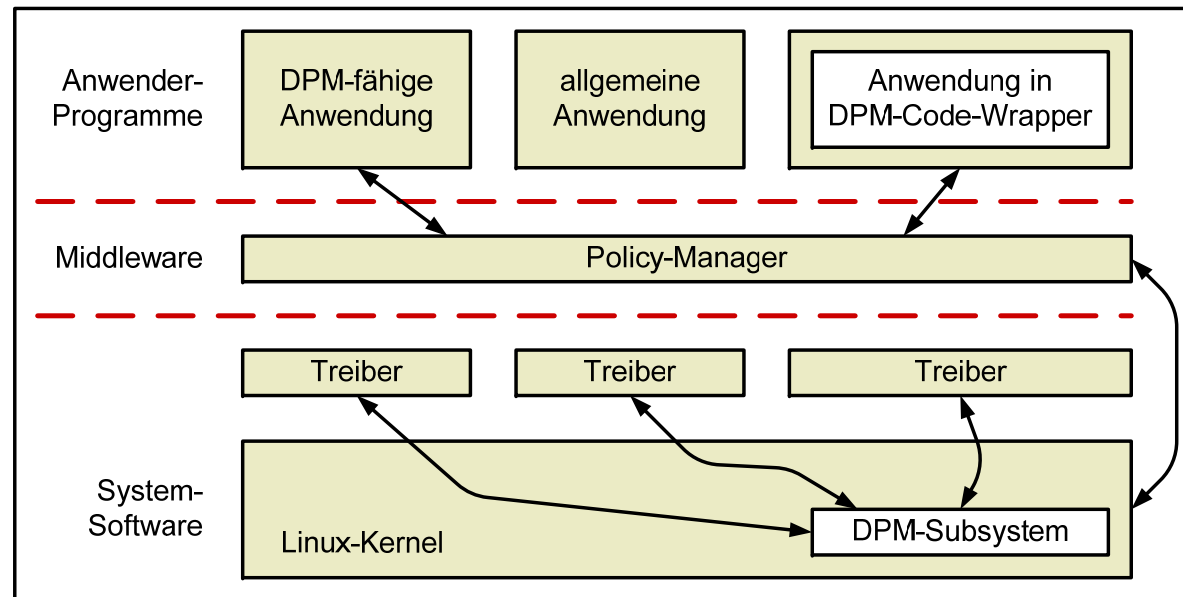 Anwender-
Programme
DPM-fähige
Anwendung
allgemeine
Anwendung
Anwendung in
DPM-Code-Wrapper
Middleware
Policy-Manager
Treiber
Treiber
Treiber
System-
Software
Linux-Kernel
DPM-Subsystem